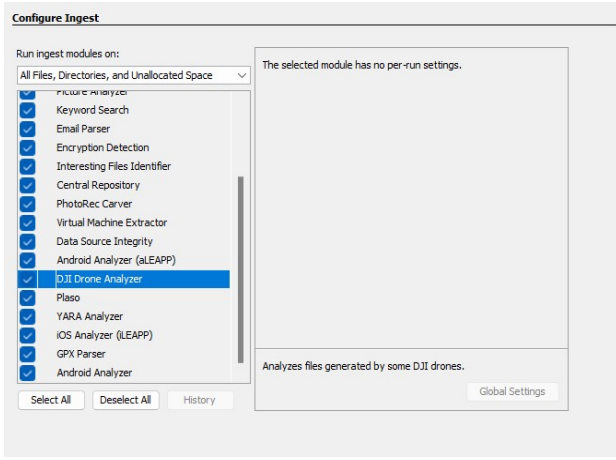 Configure Ingest
Run ingest modules on:
All Files, Directories, and Unallocated Space
Picture Analyzer
Keyword Search
Email Parser
Encryption Detection
Interesting Files Identifier
Central Repository
PhotoRec Carver
Virtual Machine Extractor
Data Source Integrity
Android Analyzer (aLEAPP)
DJI Drone Analyzer
Plaso
YARA Analyzer
iOS Analyzer (iLEAPP)
GPX Parser
Android Analyzer
Select All
Deselect All
History
The selected module has no per-run settings.
Analyzes files generated by some DJI drones.
Global Settings